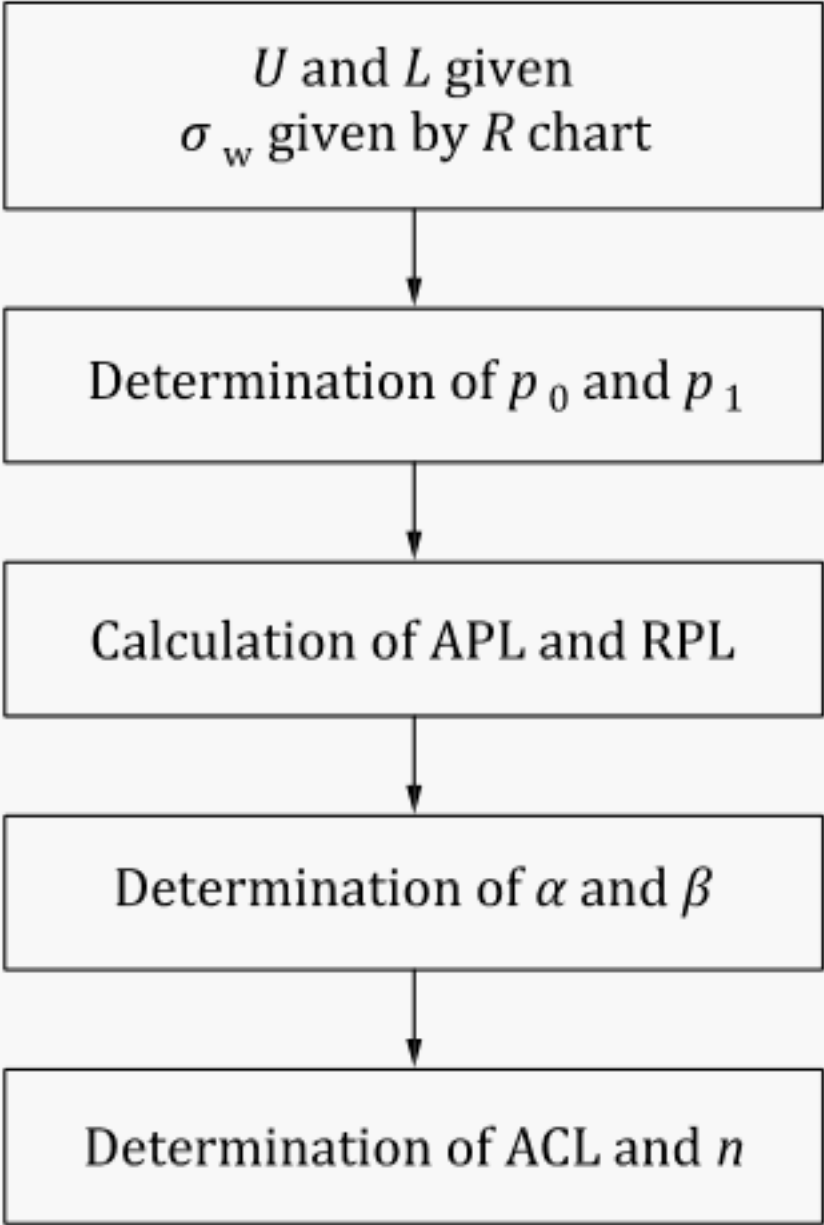 U and L given
σ w given by R chart
Determination of p 0 and p 1
Calculation of APL and RPL
Determination of α and β
Determination of ACL and n